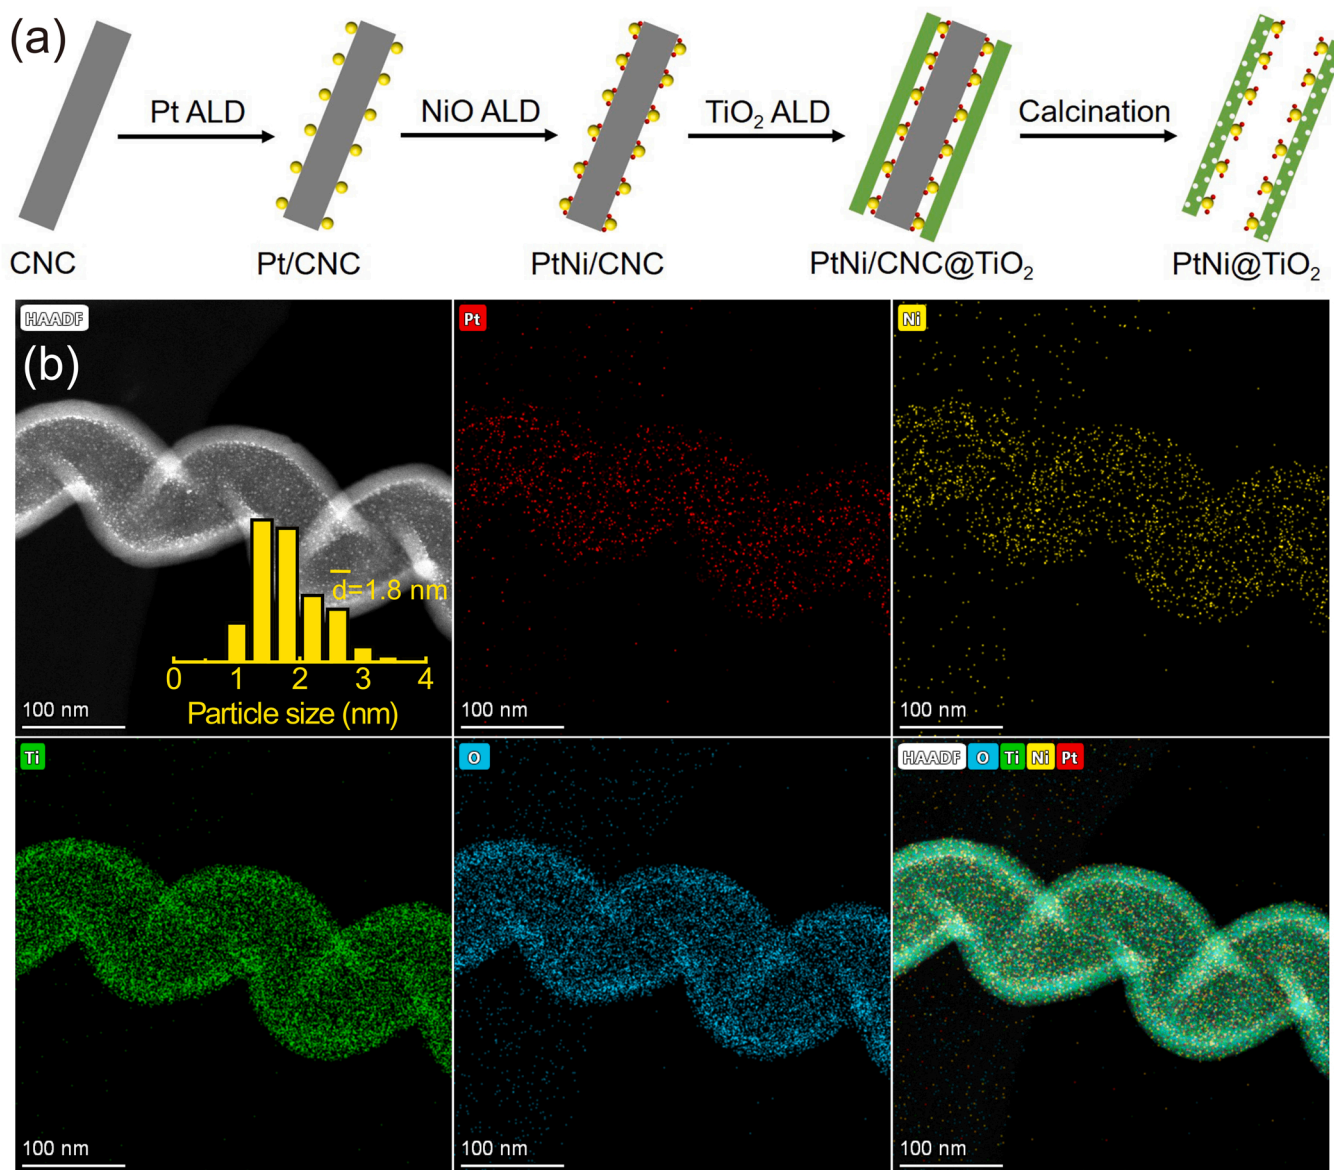 (a)
Pt ALD
NiO ALD
TiO₂ ALD
Calcination
CNC
Pt/CNC
PtNi/CNC
PtNi/CNC@TiO₂
PtNi@TiO₂
HAADF
(b)
d̅=1.8 nm
0 1 2 3 4
Particle size (nm)
100 nm
Pt
100 nm
Ni
100 nm
Ti
100 nm
O
100 nm
HAADF O Ti Ni Pt
100 nm